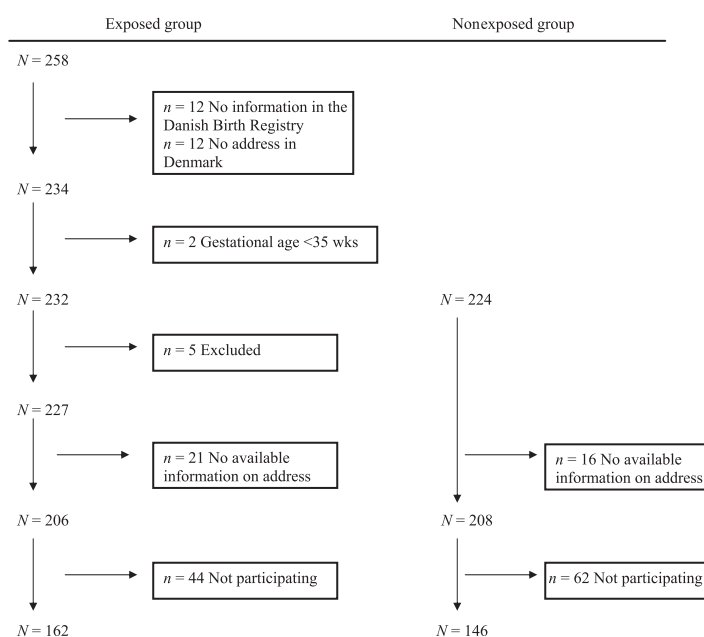 Exposed group
Nonexposed group
N = 258
n = 12 No information in the
Danish Birth Registry
n = 12 No address in
Denmark
N = 234
n = 2 Gestational age <35 wks
N = 232
N = 224
n = 5 Excluded
N = 227
n = 21 No available
information on address
n = 16 No available
information on address
N = 206
N = 208
n = 44 Not participating
n = 62 Not participating
N = 162
N = 146